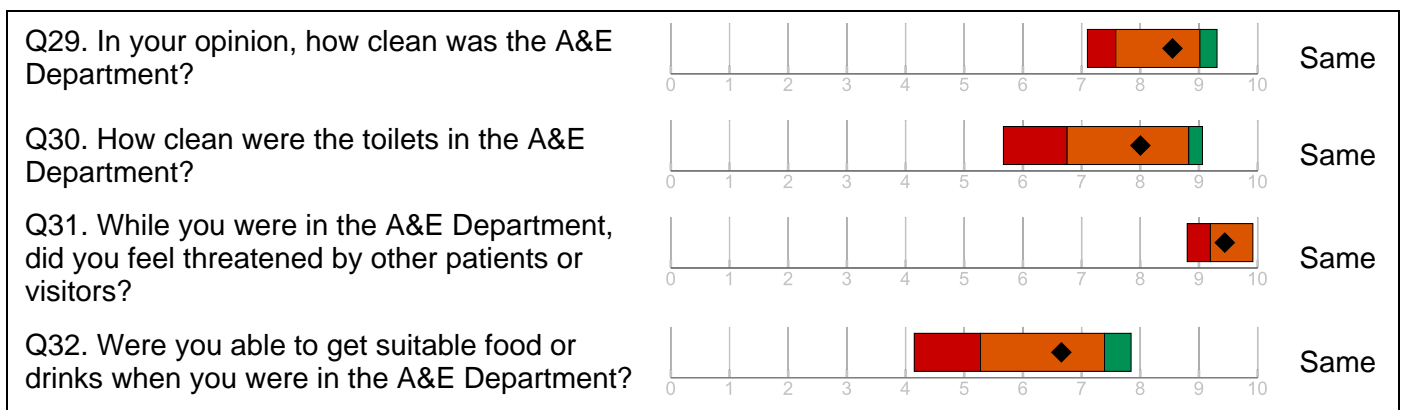 Q29. In your opinion, how clean was the A&E
Department?
Same
0 1 2 3 4 5 6 7 8 9 10
Q30. How clean were the toilets in the A&E
Department?
Same
0 1 2 3 4 5 6 7 8 9 10
Q31. While you were in the A&E Department,
did you feel threatened by other patients or
visitors?
Same
0 1 2 3 4 5 6 7 8 9 10
Q32. Were you able to get suitable food or
drinks when you were in the A&E Department?
Same
0 1 2 3 4 5 6 7 8 9 10